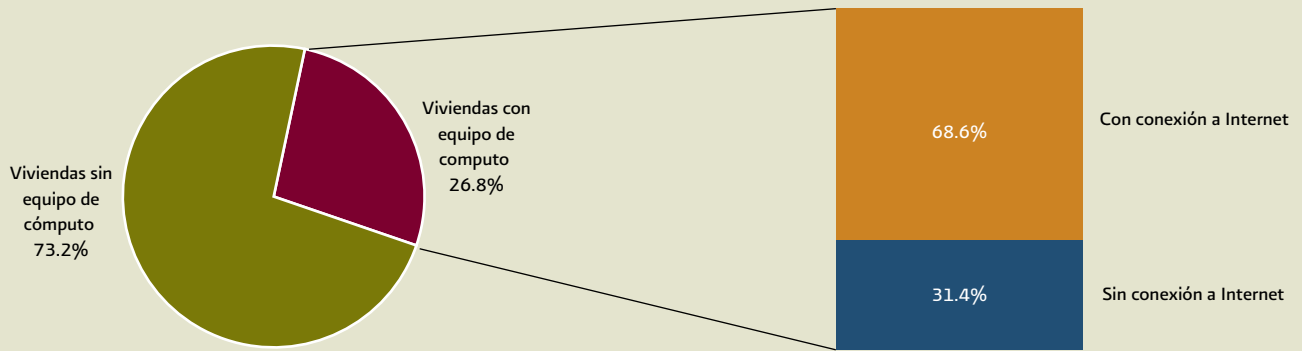 Viviendas sin
equipo de
cómputo
73.2%
Viviendas con
equipo de
computo
26.8%
68.6%
Con conexión a Internet
31.4%
Sin conexión a Internet